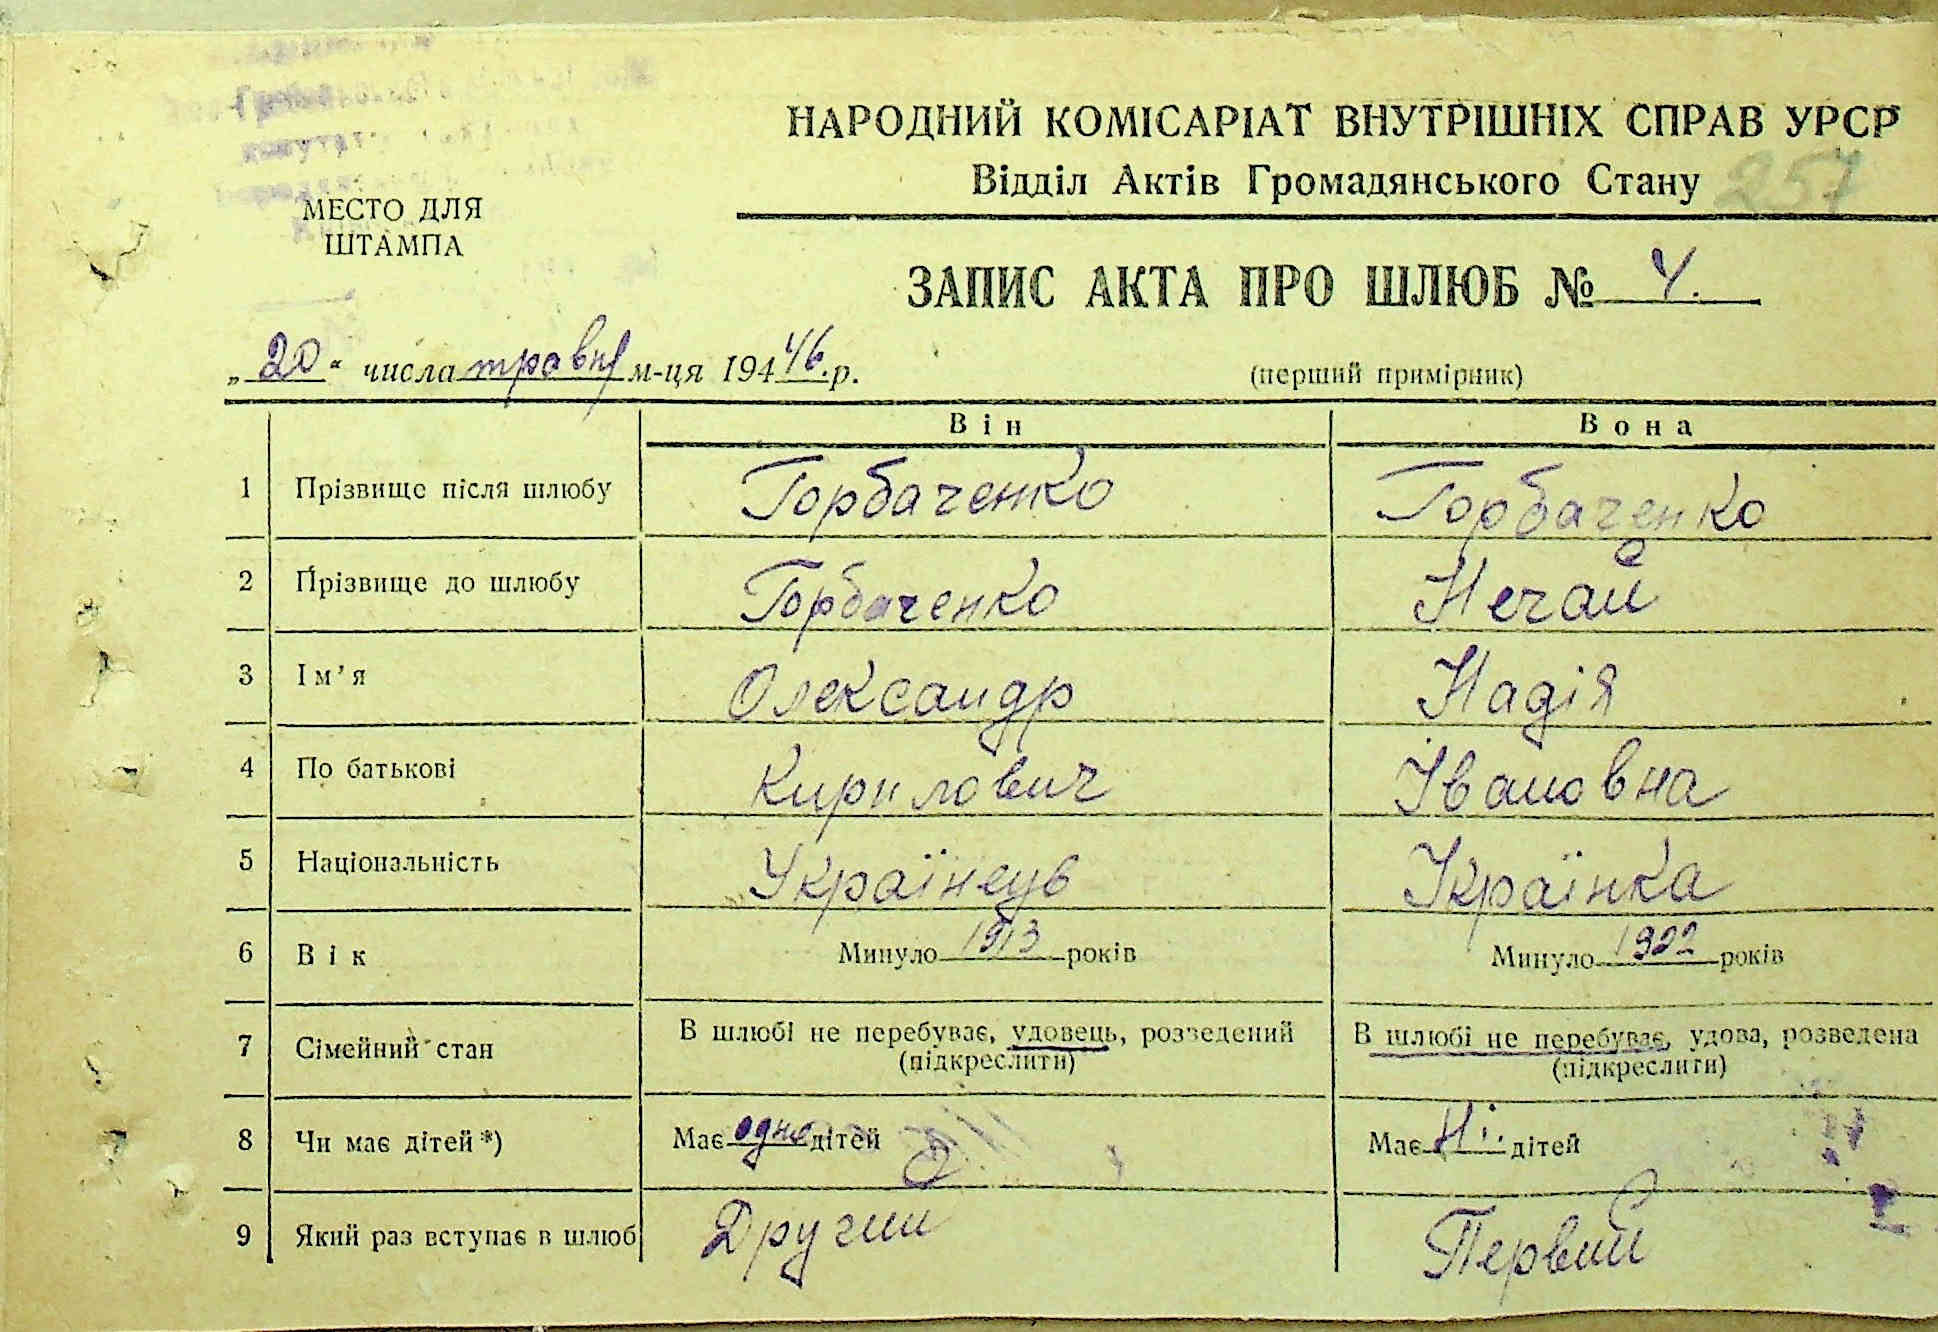 НАРОДНИЙ КОМІСАРІАТ ВНУТРІШНІХ СПРАВ УРСР
Відділ Актів Громадянського Стану 257
МЕСТО ДЛЯ
ШТАМПА
ЗАПИС АКТА ПРО ШЛЮБ № 4.
„20“ числа травня м-ця 194 46.р.
(перший примірник)
Він Вона
1 Прізвище після шлюбу Горбаченко Горбаченко
2 Прізвище до шлюбу Горбаченко Нечай
3 Ім'я Олександр Надія
4 По батькові Кирилович Івановна
5 Національність Українець Українка
6 Вік Минуло 1913 років Минуло 1922 років
7 Сімейний стан В шлюбі не перебуває, удовець, розведений В шлюбі не перебуває, удова, розведена
(підкреслити) (підкреслити)
8 Чи має дітей *) Має одно дітей Має Ні. дітей
9 Який раз вступає в шлюб Другий Первий